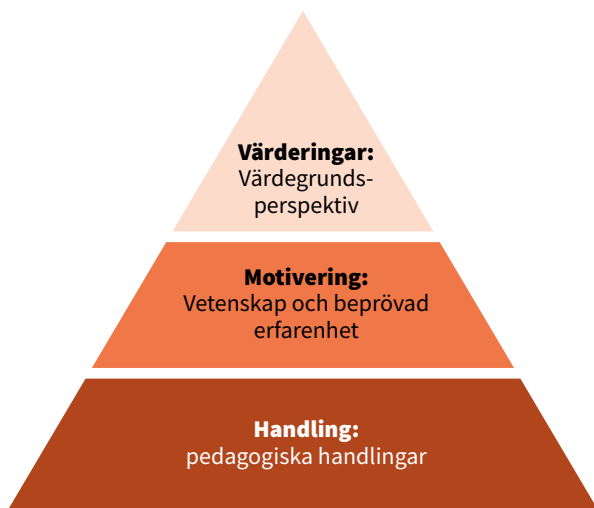 Värderingar:
Värdegrunds-
perspektiv
Motivering:
Vetenskap och beprövad
erfarenhet
Handling:
pedagogiska handlingar